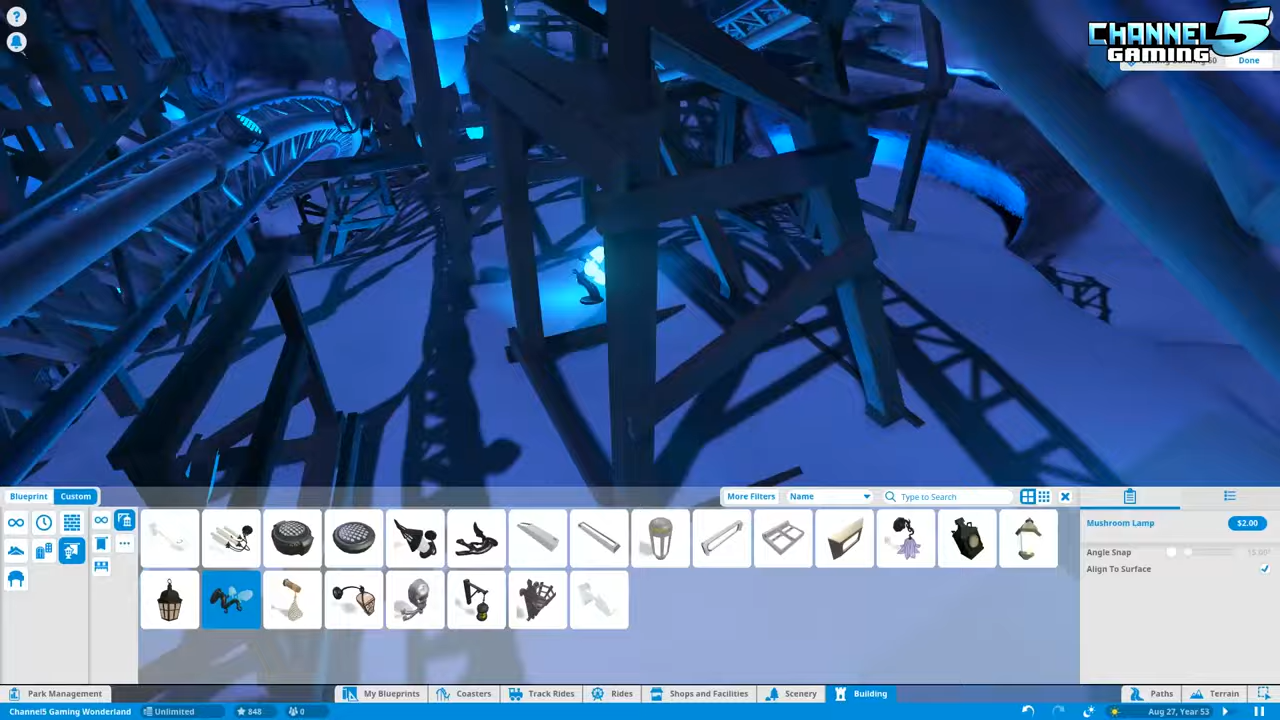 CHANNEL 5
GAMING
Done
Blueprint
Custom
More Filters
Name
Type to Search
Mushroom Lamp
$2.00
Angle Snap
Align To Surface
Park Management
My Blueprints
Coasters
Track Rides
Rides
Shops and Facilities
Scenery
Building
Paths
Terrain
Channel5 Gaming Wonderland
Unlimited
848
0
Aug 27, Year 53